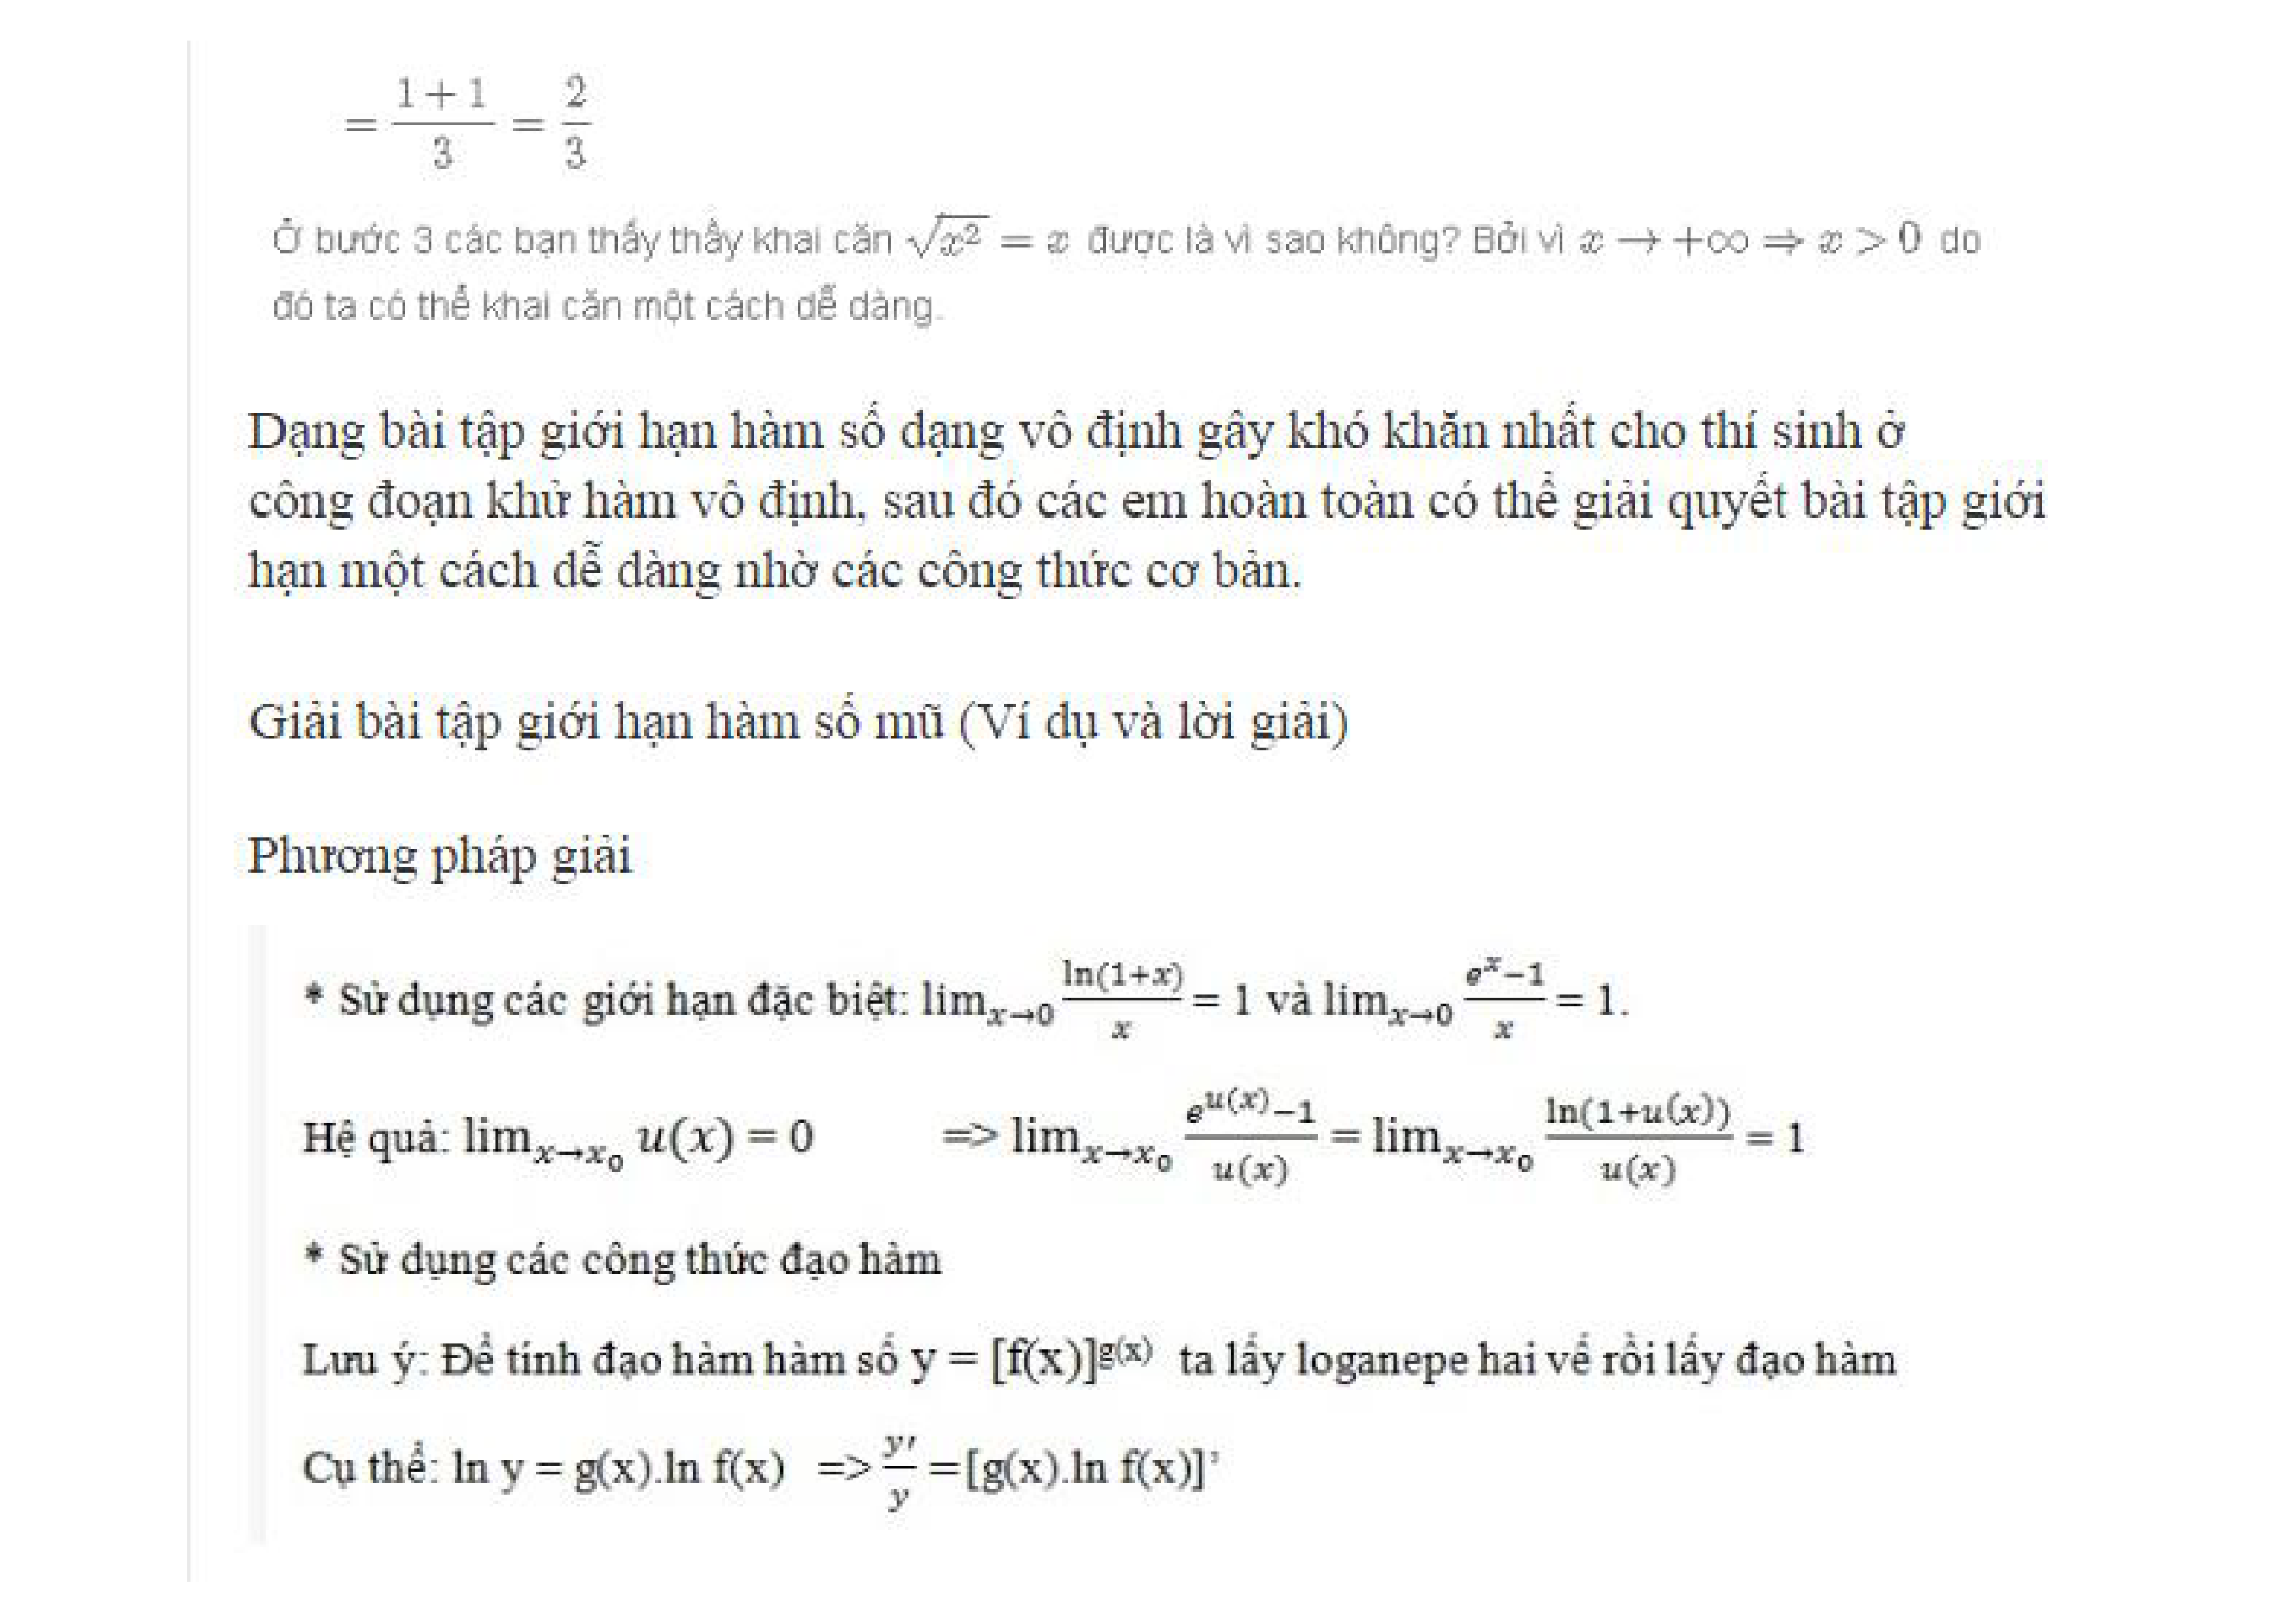 = \frac{1+1}{3} = \frac{2}{3}
Ở bước 3 các bạn thấy thầy khai căn \sqrt{x^2} = x được là vì sao không? Bởi vì x → +∞ ⇒ x > 0 do
đó ta có thể khai căn một cách dễ dàng.
Dạng bài tập giới hạn hàm số dạng vô định gây khó khăn nhất cho thí sinh ở
công đoạn khử hàm vô định, sau đó các em hoàn toàn có thể giải quyết bài tập giới
hạn một cách dễ dàng nhờ các công thức cơ bản.
Giải bài tập giới hạn hàm số mũ (Ví dụ và lời giải)
Phương pháp giải
* Sử dụng các giới hạn đặc biệt: lim_{x→0} \frac{ln(1+x)}{x} = 1 và lim_{x→0} \frac{e^x−1}{x} = 1.
Hệ quả: lim_{x→x_0} u(x) = 0 => lim_{x→x_0} \frac{e^{u(x)}−1}{u(x)} = lim_{x→x_0} \frac{ln(1+u(x))}{u(x)} = 1
* Sử dụng các công thức đạo hàm
Lưu ý: Để tính đạo hàm hàm số y = [f(x)]^{g(x)} ta lấy loganepe hai vế rồi lấy đạo hàm
Cụ thể: ln y = g(x).ln f(x) => \frac{y'}{y} =[g(x).ln f(x)]'